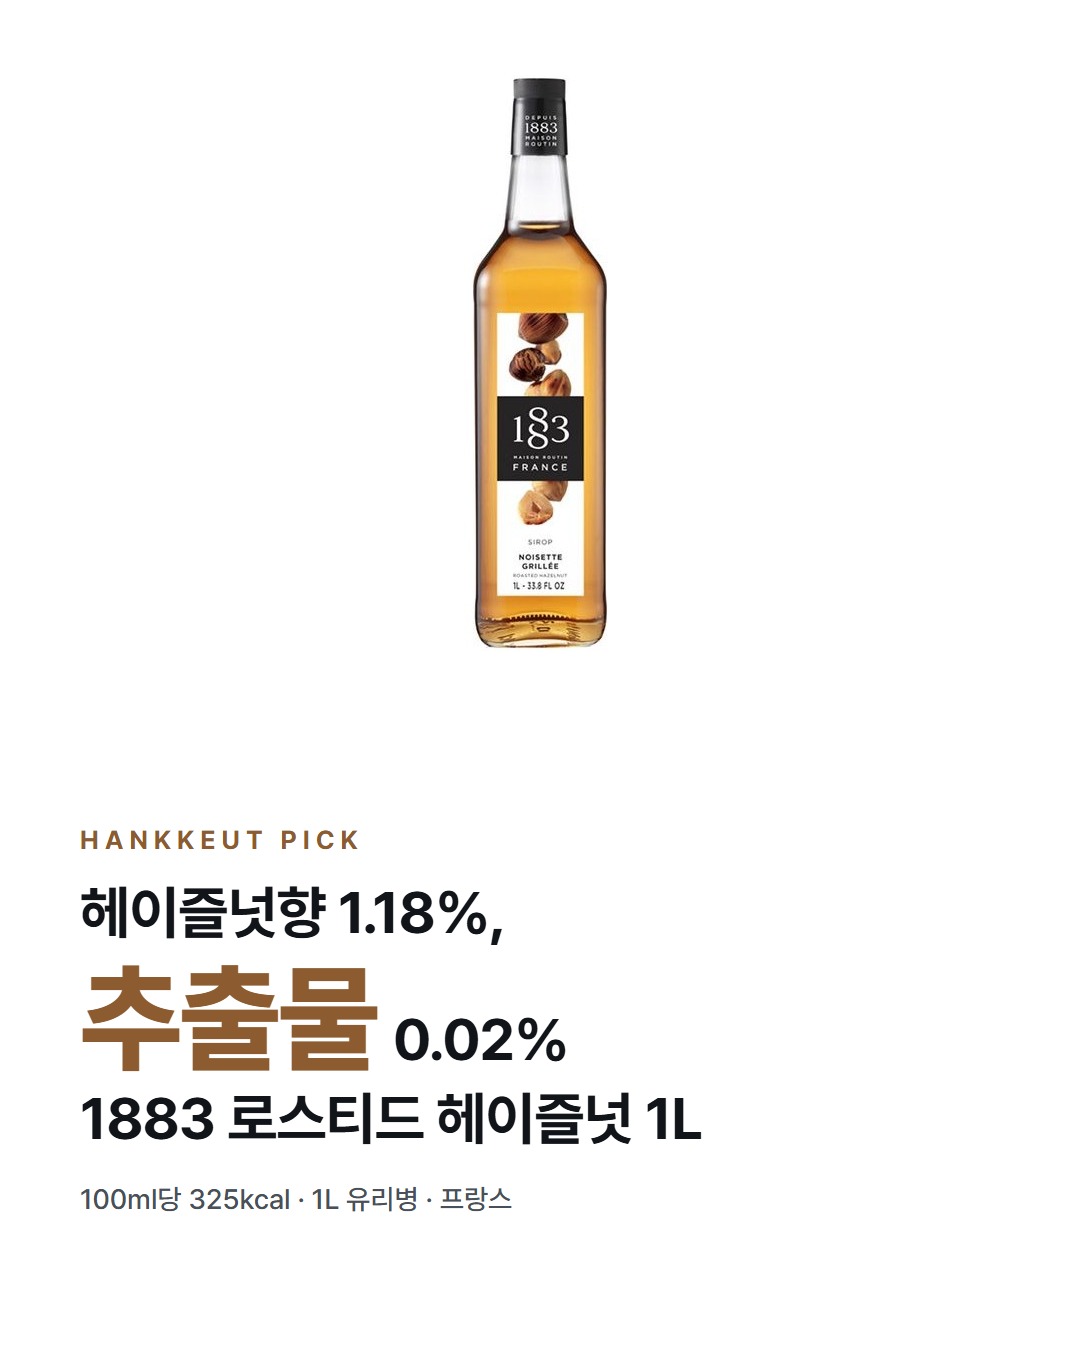 DEPUIS
1883
MAISON
ROUTIN
1883
MAISON ROUTIN
FRANCE
SIROP
NOISETTE
GRILLÉE
ROASTED HAZELNUT
1L - 33.8 FL OZ
HANKKEUT PICK
헤이즐넛향 1.18%,
추출물 0.02%
1883 로스티드 헤이즐넛 1L
100ml당 325kcal · 1L 유리병 · 프랑스